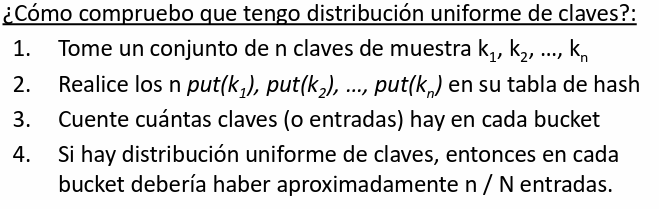 ¿Cómo compruebo que tengo distribución uniforme de claves?:
1. Tome un conjunto de n claves de muestra k₁, k₂, ..., kₙ
2. Realice los n put(k₁), put(k₂), ..., put(kₙ) en su tabla de hash
3. Cuente cuántas claves (o entradas) hay en cada bucket
4. Si hay distribución uniforme de claves, entonces en cada
bucket debería haber aproximadamente n / N entradas.